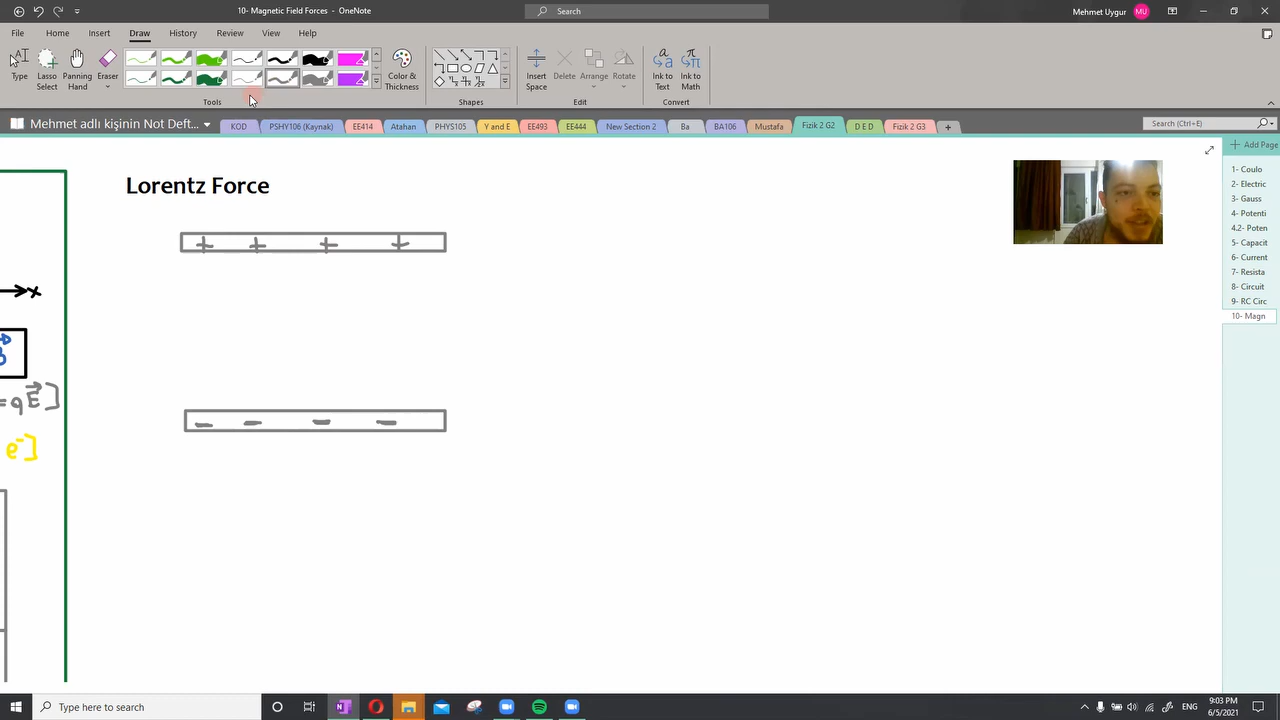 10- Magnetic Field Forces - OneNote
Search
Mehmet Uygur
MU
File Home Insert Draw History Review View Help
Type
Lasso Select
Panning Hand
Eraser
Color & Thickness
Insert Space
Delete
Arrange
Rotate
Ink to Text
Ink to Math
Tools
Shapes
Edit
Convert
Mehmet adlı kişinin Not Deft...
KOD
PSHY106 (Kaynak)
EE414
Atahan
PHYS105
Y and E
EE493
EE444
New Section 2
Ba
BA106
Mustafa
Fizik 2 G2
D E D
Fizik 2 G3
+
Search (Ctrl+E)
Add Page
1- Coulo
2- Electric
3- Gauss
4- Potenti
4.2- Poten
5- Capacit
6- Current
7- Resista
8- Circuit
9- RC Circ
10- Magn
Lorentz Force
+ + + +
x
= qE]
e-]
- - - -
Type here to search
ENG
9:03 PM
6/5/2021